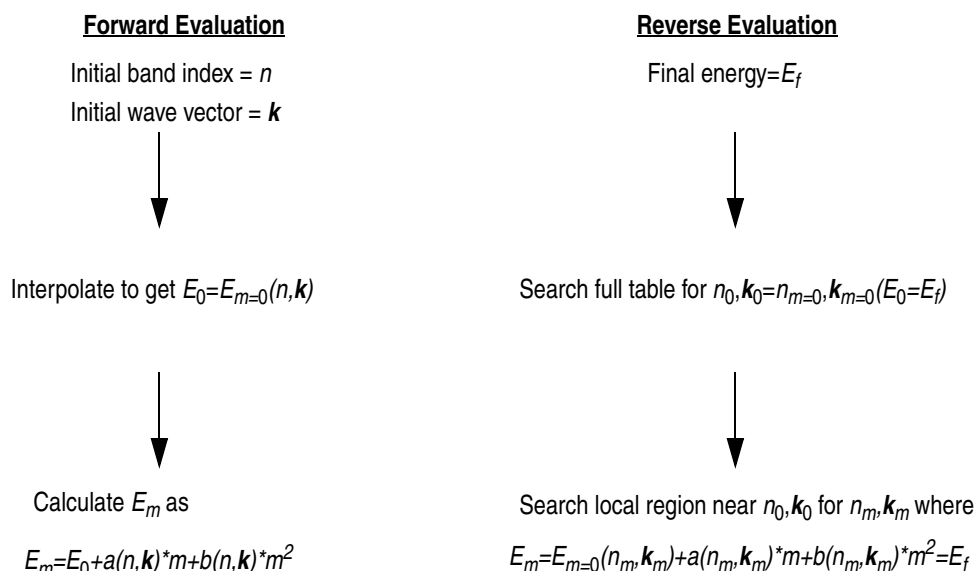 Forward Evaluation
Initial band index = n
Initial wave vector = k
Interpolate to get E0=Em=0(n,k)
Calculate Em as
Em=E0+a(n,k)*m+b(n,k)*m2
Reverse Evaluation
Final energy=Ef
Search full table for n0,k0=nm=0,km=0(E0=Ef)
Search local region near n0,k0 for nm,km where
Em=Em=0(nm,km)+a(nm,km)*m+b(nm,km)*m2=Ef